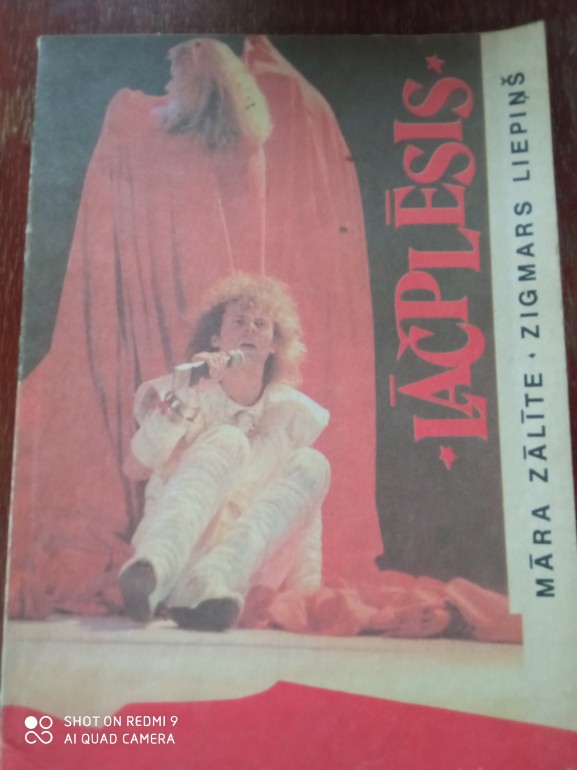 LĀČPLĒSIS
MĀRA ZĀLĪTE · ZIGMARS LIEPIŅŠ
SHOT ON REDMI 9
AI QUAD CAMERA